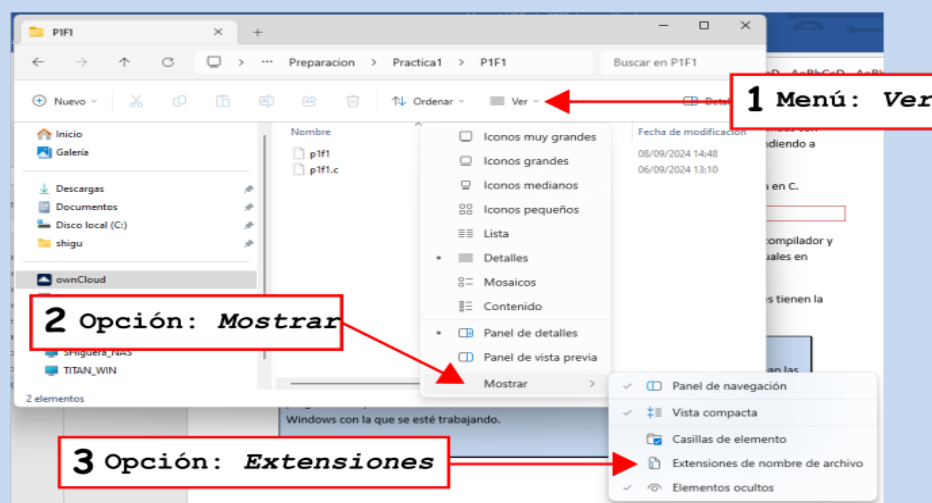 P1F1
Preparacion > Practica1 > P1F1
Buscar en P1F1
Nuevo
Ordenar
Ver
1 Menú: Ver
Inicio
Galería
Descargas
Documentos
Disco local (C:)
shigu
ownCloud
SHiguera_NAS
TITAN_WIN
2 elementos
Nombre
Fecha de modificación
p1f1
08/09/2024 14:48
p1f1.c
06/09/2024 13:10
Iconos muy grandes
Iconos grandes
Iconos medianos
Iconos pequeños
Lista
Detalles
Mosaicos
Contenido
Panel de detalles
Panel de vista previa
Mostrar
2 Opción: Mostrar
Panel de navegación
Vista compacta
Casillas de elemento
Extensiones de nombre de archivo
Elementos ocultos
3 Opción: Extensiones
en C.
compilador y
en
s tienen la
Windows con la que se esté trabajando.